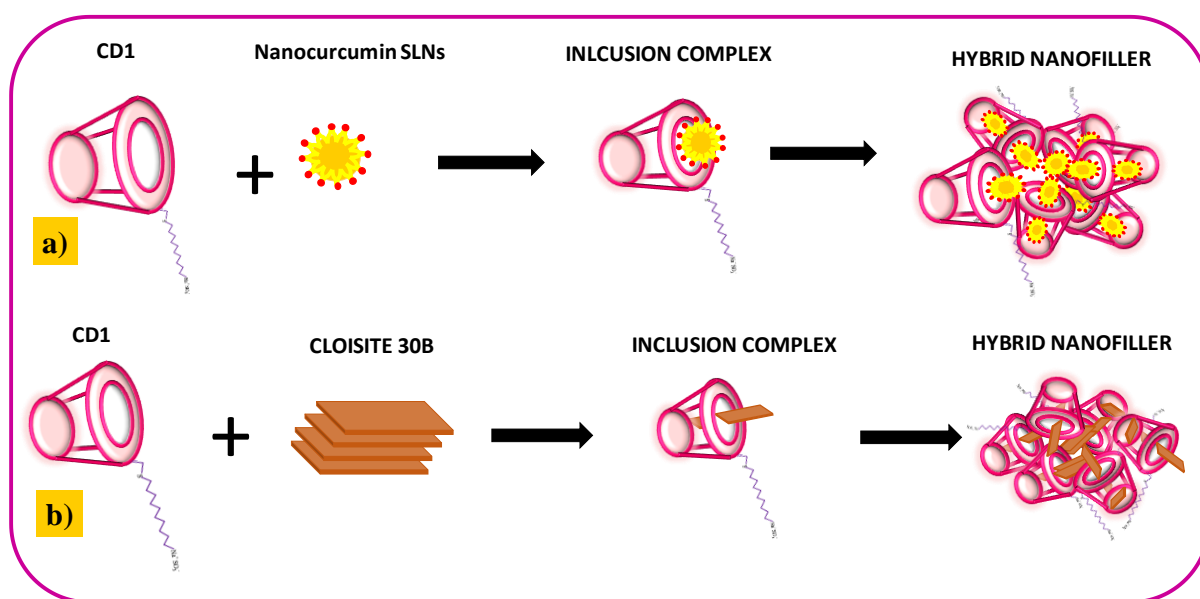 CD1
Nanocurcumin SLNs
INLCUSION COMPLEX
HYBRID NANOFILLER
+
a)
CD1
CLOISITE 30B
INCLUSION COMPLEX
HYBRID NANOFILLER
+
b)